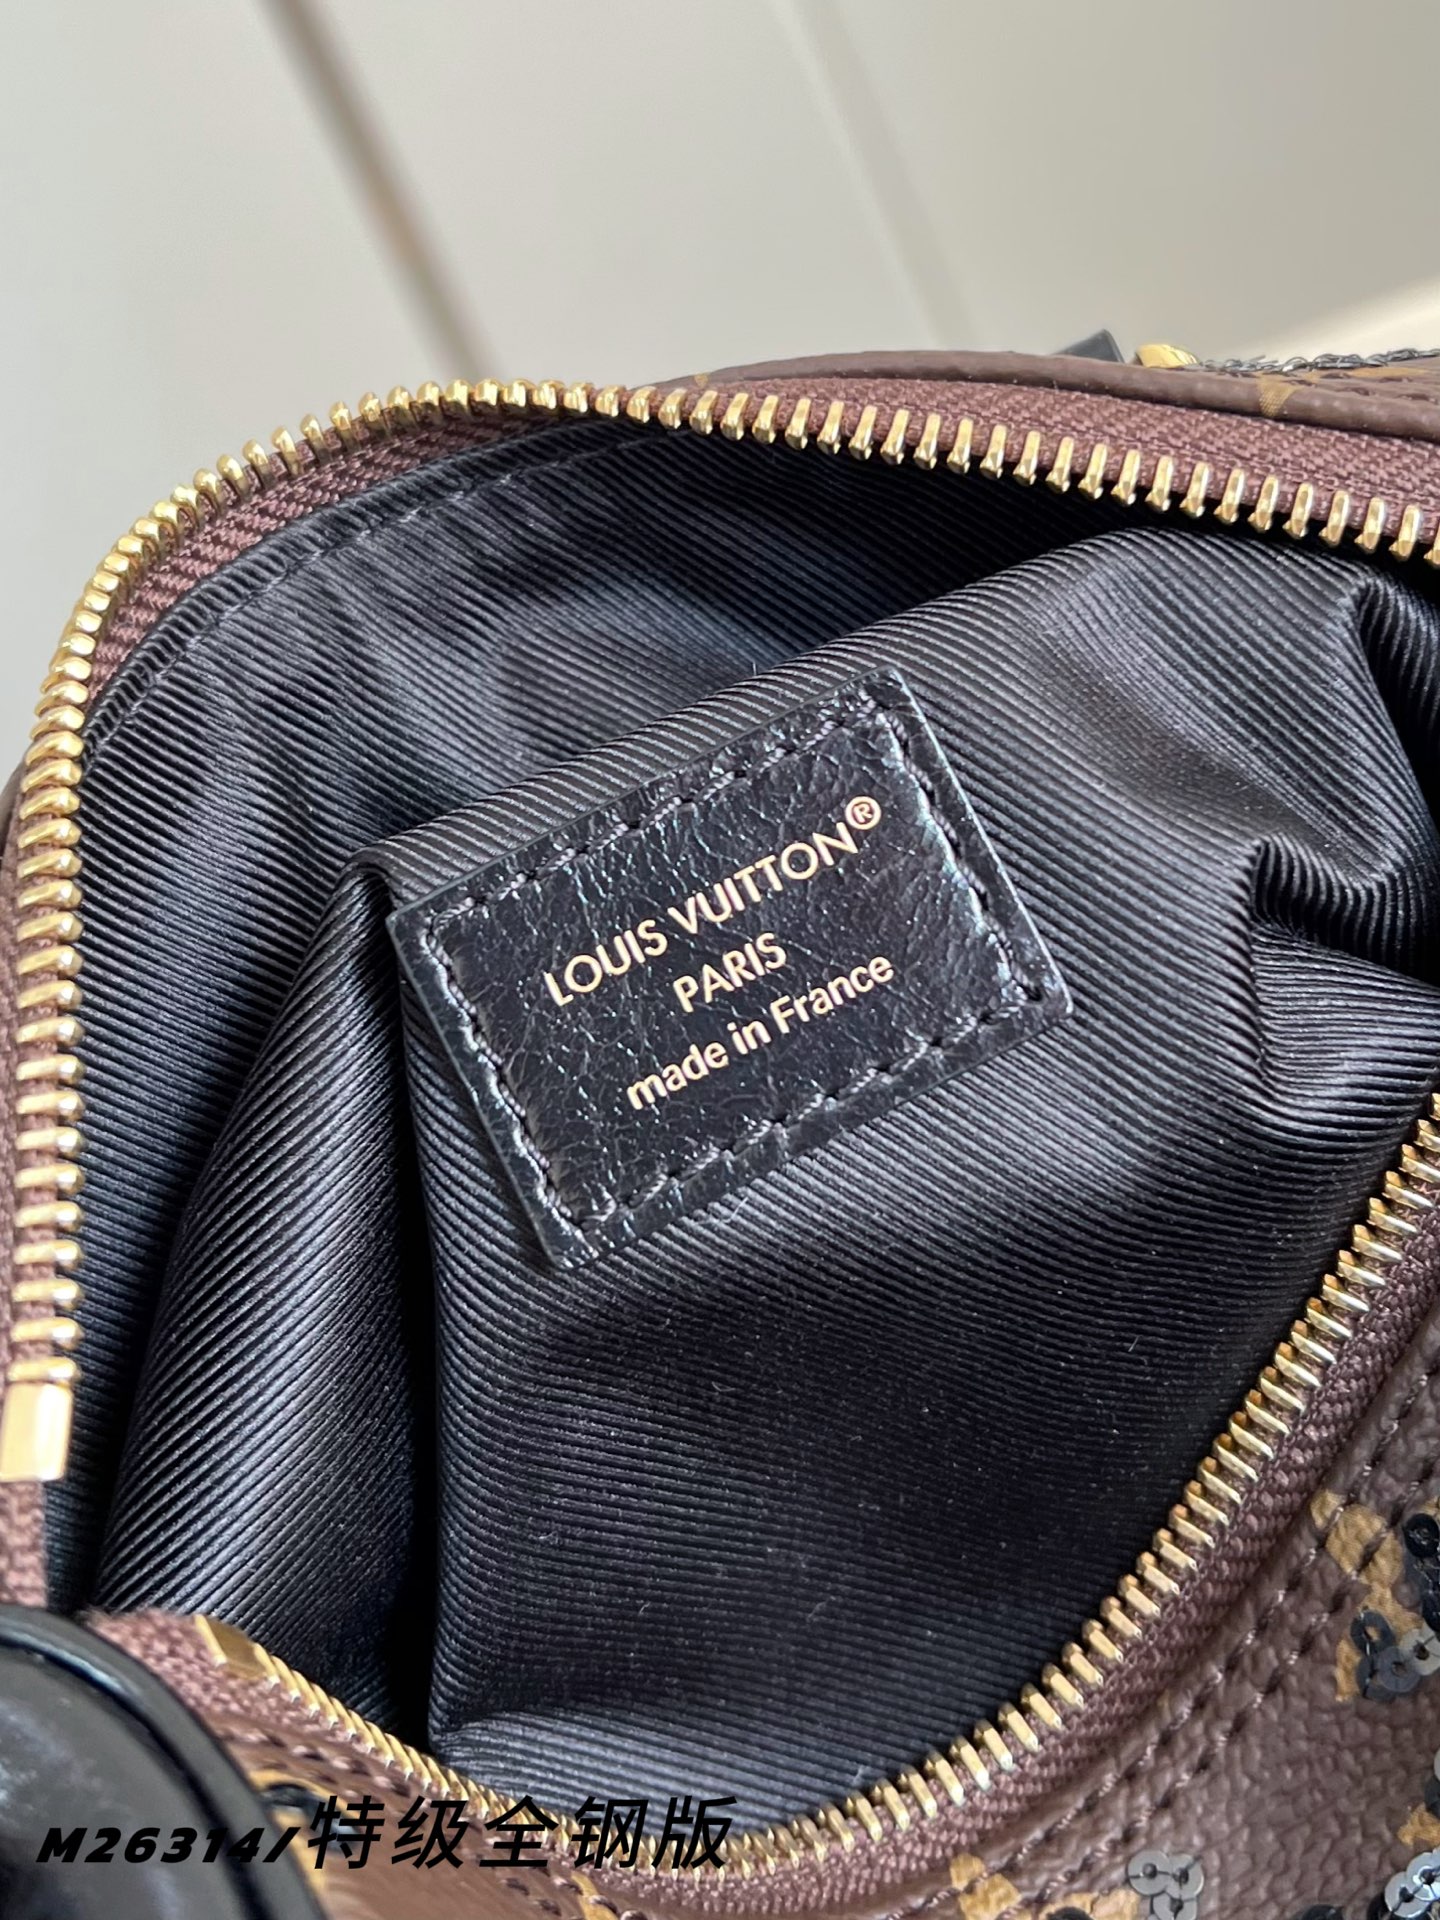 LOUIS VUITTON®
PARIS
made in France
M26314/特级全钢版